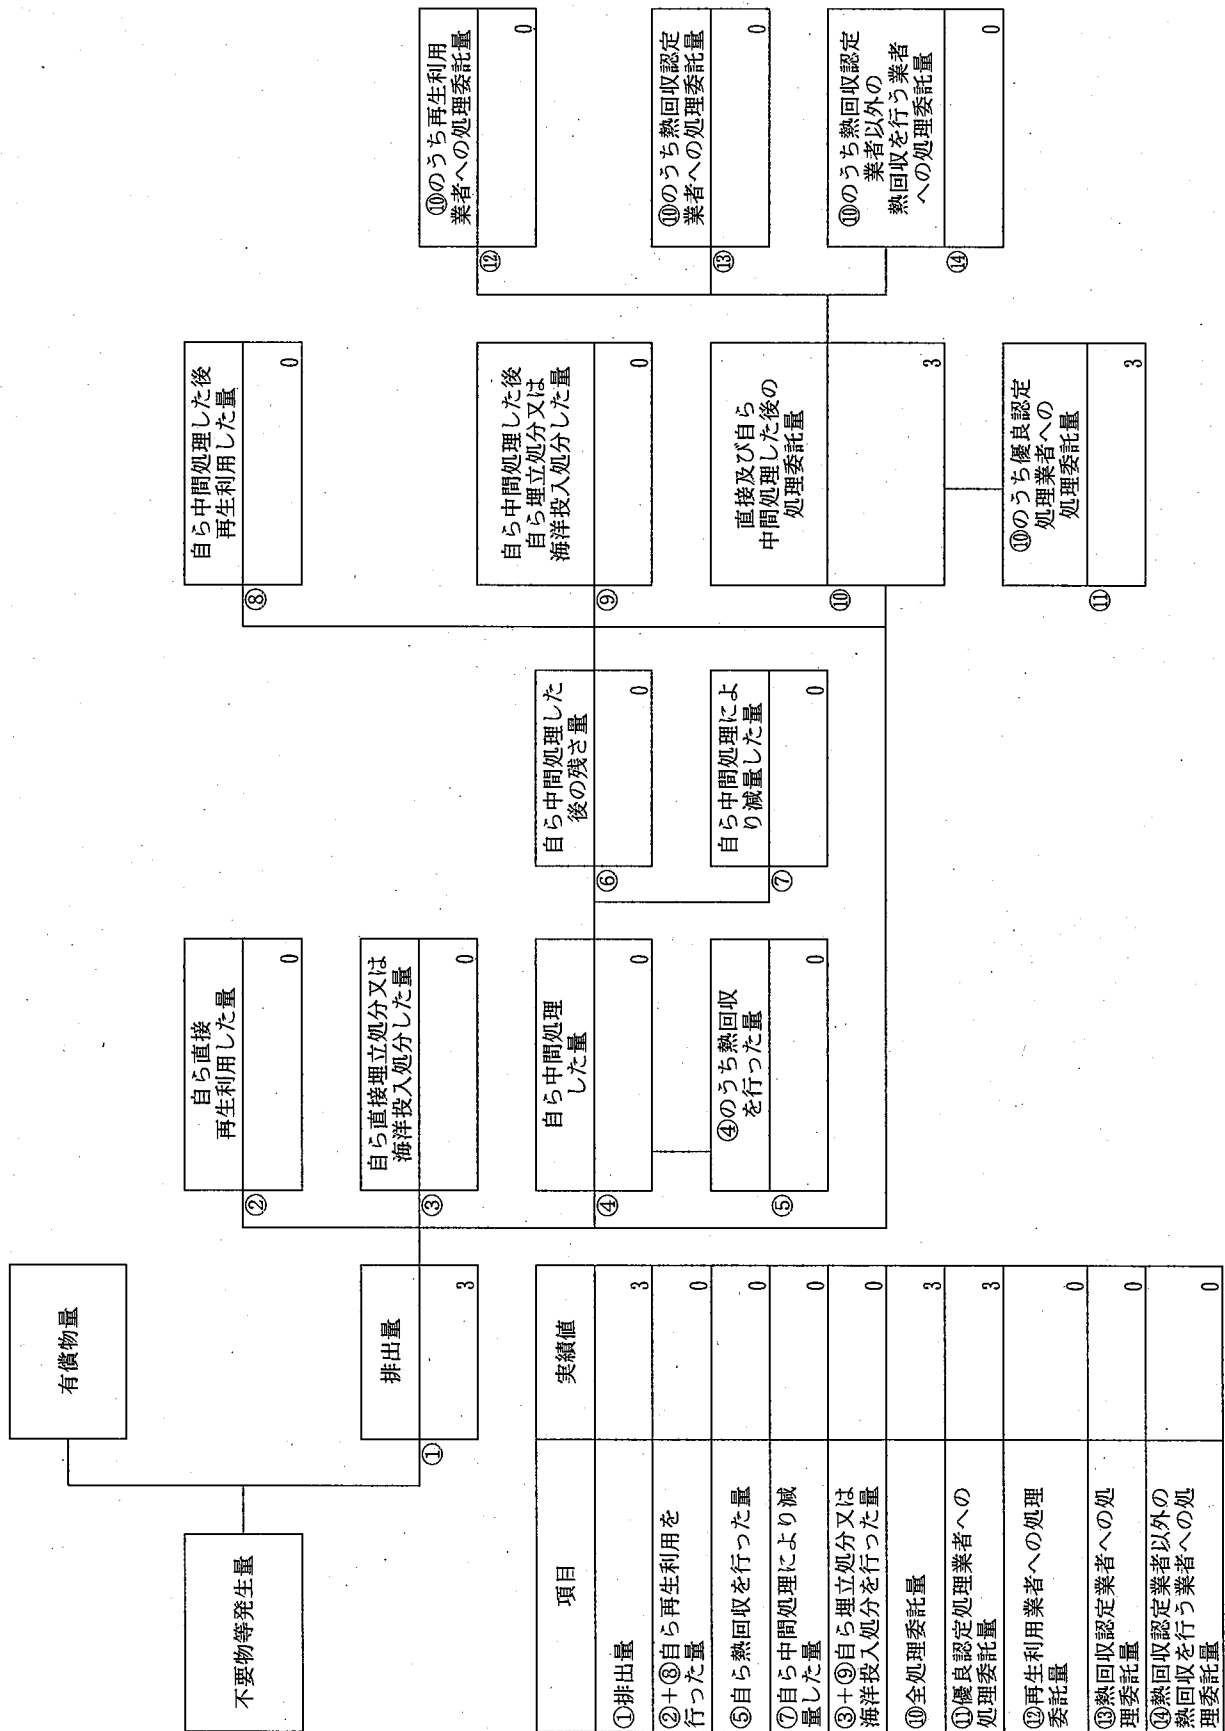 不要物等発生量
有償物量
排出量
①
3
自ら直接
再生利用した量
②
0
自ら直接埋立処分又は
海洋投入処分した量
③
0
自ら中間処理
した量
④
0
④のうち熱回収
を行った量
⑤
0
自ら中間処理した
後の残さ量
⑥
0
自ら中間処理によ
り減量した量
⑦
0
自ら中間処理した後
再生利用した量
⑧
0
自ら中間処理した後
自ら埋立処分又は
海洋投入処分した量
⑨
0
直接及び自ら
中間処理した後の
処理委託量
⑩
3
⑩のうち優良認定
処理業者への
処理委託量
⑪
3
⑩のうち再生利用
業者への処理委託量
⑫
0
⑩のうち熱回収認定
業者への処理委託量
⑬
0
⑩のうち熱回収認定
業者以外の
熱回収を行う業者
への処理委託量
⑭
0
項目 実績値
①排出量 3
②+⑧自ら再生利用を
行った量 0
⑤自ら熱回収を行った量 0
⑦自ら中間処理により減
量した量 0
③+⑨自ら埋立処分又は
海洋投入処分を行った量 0
⑩全処理委託量 3
⑪優良認定処理業者への
処理委託量 3
⑫再生利用業者への処理
委託量 0
⑬熱回収認定業者への処
理委託量 0
⑭熱回収認定業者以外の
熱回収を行う業者への処
理委託量 0